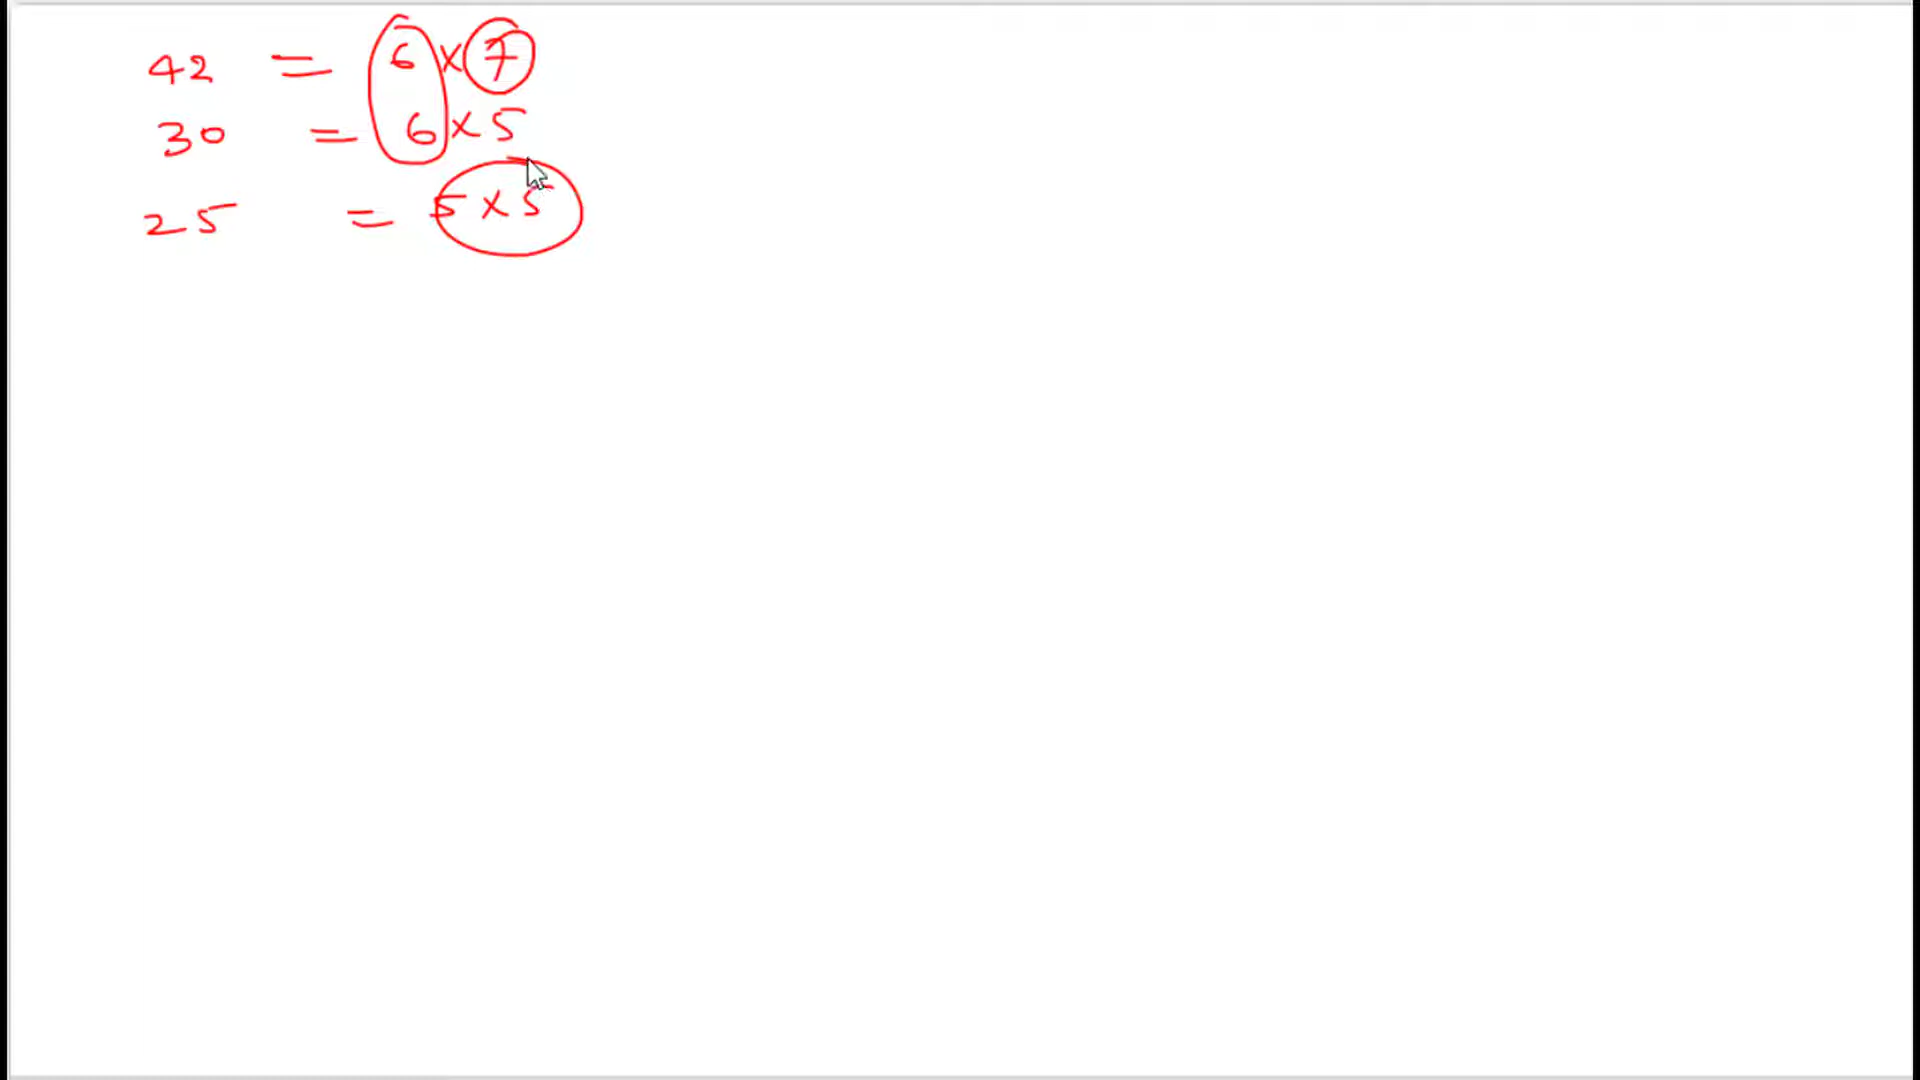 42 = 6 x 7
30 = 6 x 5
25 = 5 x 5